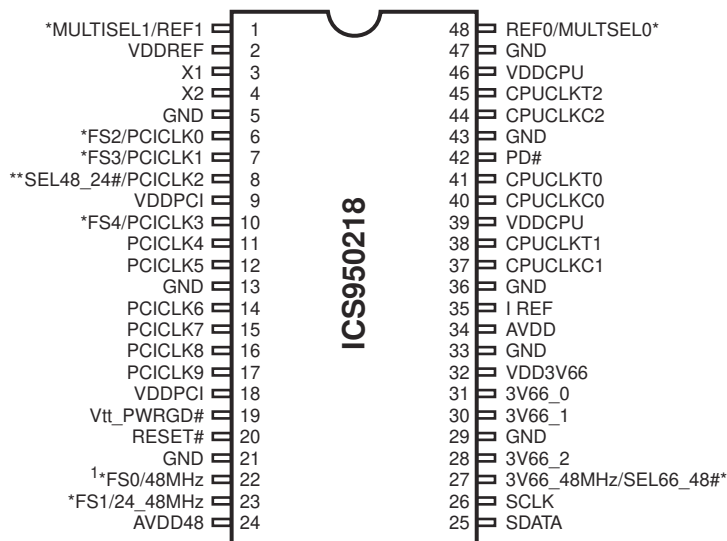 *MULTISEL1/REF1 1 48 REF0/MULTSEL0*
VDDREF 2 47 GND
X1 3 46 VDDCPU
X2 4 45 CPUCLKT2
GND 5 44 CPUCLKC2
*FS2/PCICLK0 6 43 GND
*FS3/PCICLK1 7 42 PD#
**SEL48_24#/PCICLK2 8 41 CPUCLKT0
VDDPCI 9 40 CPUCLKC0
*FS4/PCICLK3 10 39 VDDCPU
PCICLK4 11 38 CPUCLKT1
PCICLK5 12 37 CPUCLKC1
GND 13 36 GND
PCICLK6 14 35 I REF
PCICLK7 15 34 AVDD
PCICLK8 16 33 GND
PCICLK9 17 32 VDD3V66
VDDPCI 18 31 3V66_0
Vtt_PWRGD# 19 30 3V66_1
RESET# 20 29 GND
GND 21 28 3V66_2
1*FS0/48MHz 22 27 3V66_48MHz/SEL66_48#*
*FS1/24_48MHz 23 26 SCLK
AVDD48 24 25 SDATA
ICS950218